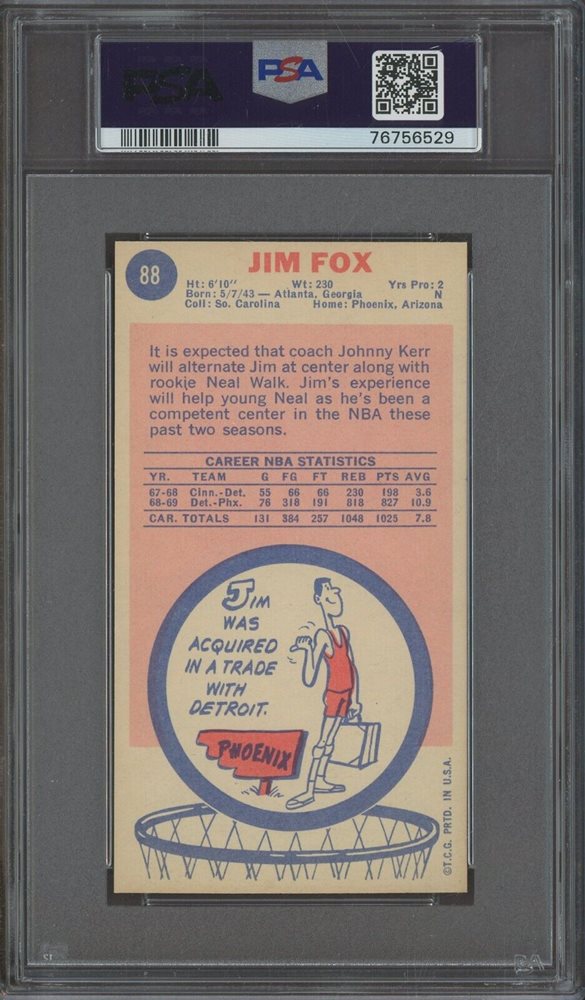 PSA
PSA
76756529
88
JIM FOX
Ht: 6'10" Wt: 230 Yrs Pro: 2
Born: 5/7/43 — Atlanta, Georgia N
Coll: So. Carolina Home: Phoenix, Arizona
It is expected that coach Johnny Kerr
will alternate Jim at center along with
rookie Neal Walk. Jim's experience
will help young Neal as he's been a
competent center in the NBA these
past two seasons.
CAREER NBA STATISTICS
YR. TEAM G FG FT REB PTS AVG
67-68 Cinn.-Det. 55 66 66 230 198 3.6
68-69 Det.-Phx. 76 318 191 818 827 10.9
CAR. TOTALS 131 384 257 1048 1025 7.8
JIM
WAS
ACQUIRED
IN A TRADE
WITH
DETROIT.
PHOENIX
©T.C.G. PRTD. IN U.S.A.